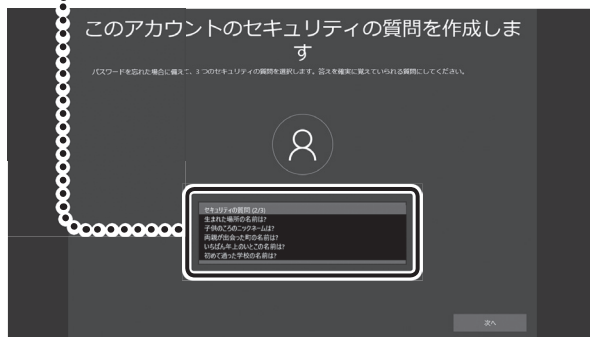 このアカウントのセキュリティの質問を作成しま
す
パスワードを忘れた場合に備えて、3 つのセキュリティの質問を選択します。答えを確実に覚えていられる質問にしてください。
セキュリティの質問 (2/3)
生まれた場所の名前は?
子供のころのニックネームは?
両親が出会った町の名前は?
いちばん年上のいとこの名前は?
初めて通った学校の名前は?
次へ